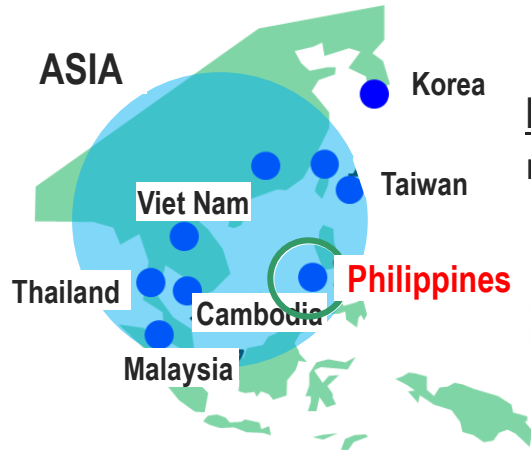 ASIA
Korea
Taiwan
Viet Nam
Philippines
Thailand
Cambodia
Malaysia